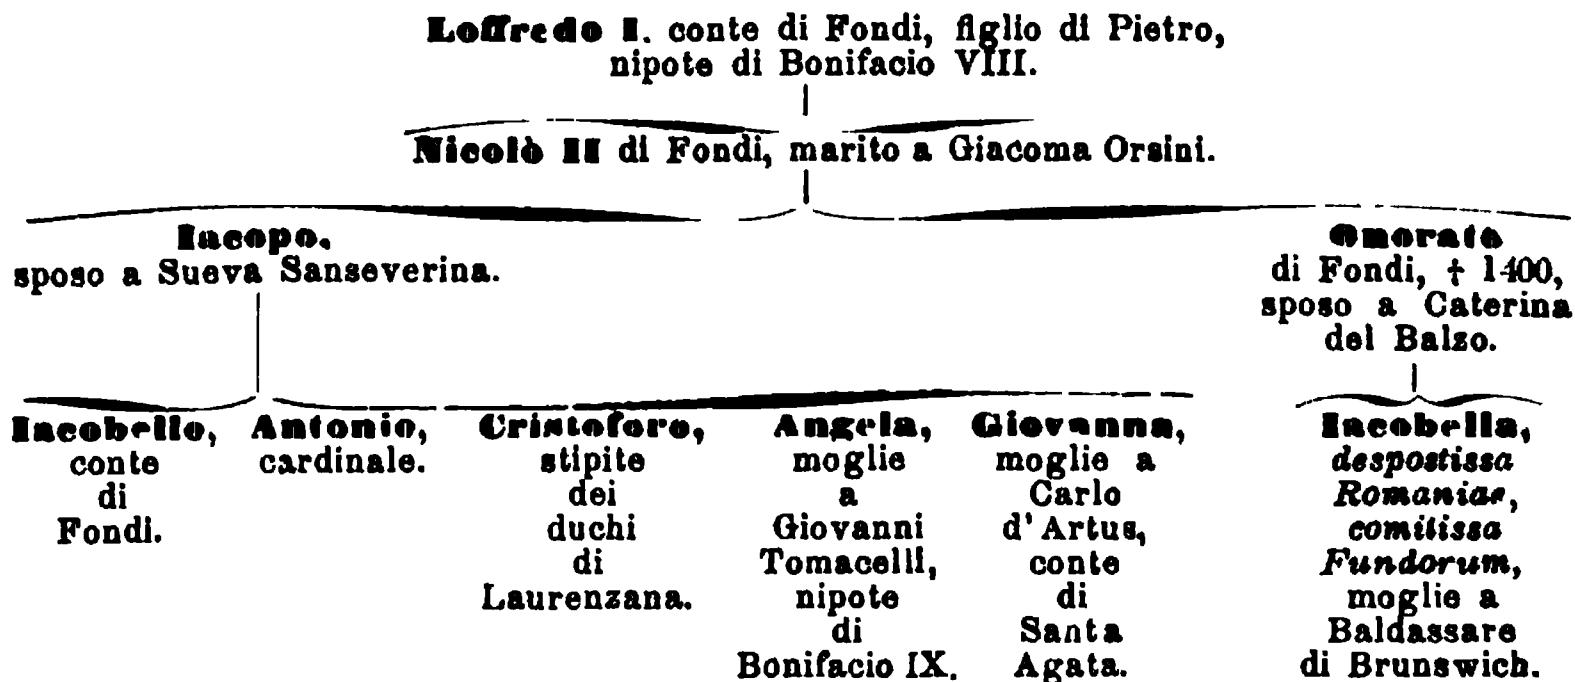 Loffredo I. conte di Fondi, figlio di Pietro,
nipote di Bonifacio VIII.
Nicolò II di Fondi, marito a Giacoma Orsini.
Iacopo.
sposo a Sueva Sanseverina.
Onorato
di Fondi, † 1400,
sposo a Caterina
del Balzo.
Iacobello,
conte
di
Fondi.
Antonio,
cardinale.
Cristoforo,
stipite
dei
duchi
di
Laurenzana.
Angela,
moglie
a
Giovanni
Tomacelli,
nipote
di
Bonifacio IX.
Giovanna,
moglie a
Carlo
d'Artus,
conte
di
Santa
Agata.
Iacobella,
despostissa
Romaniae,
comitissa
Fundorum,
moglie a
Baldassare
di Brunswich.